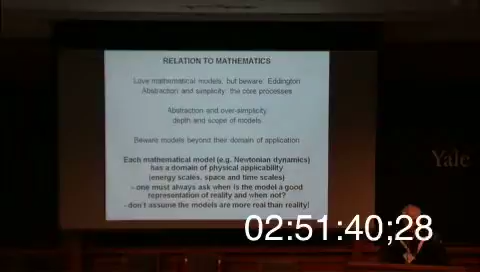 RELATION TO MATHEMATICS
Love mathematical models, but beware: Eddington
Abstraction and simplicity: the core processes
Abstraction and over-simplicity:
depth and scope of models
Beware models beyond their domain of application
Each mathematical model (e.g. Newtonian dynamics)
has a domain of physical applicability
(energy scales, space and time scales)
- one must always ask when is the model a good
representation of reality and when not?
- don't assume the models are more real than reality!
Yale
02:51:40;28